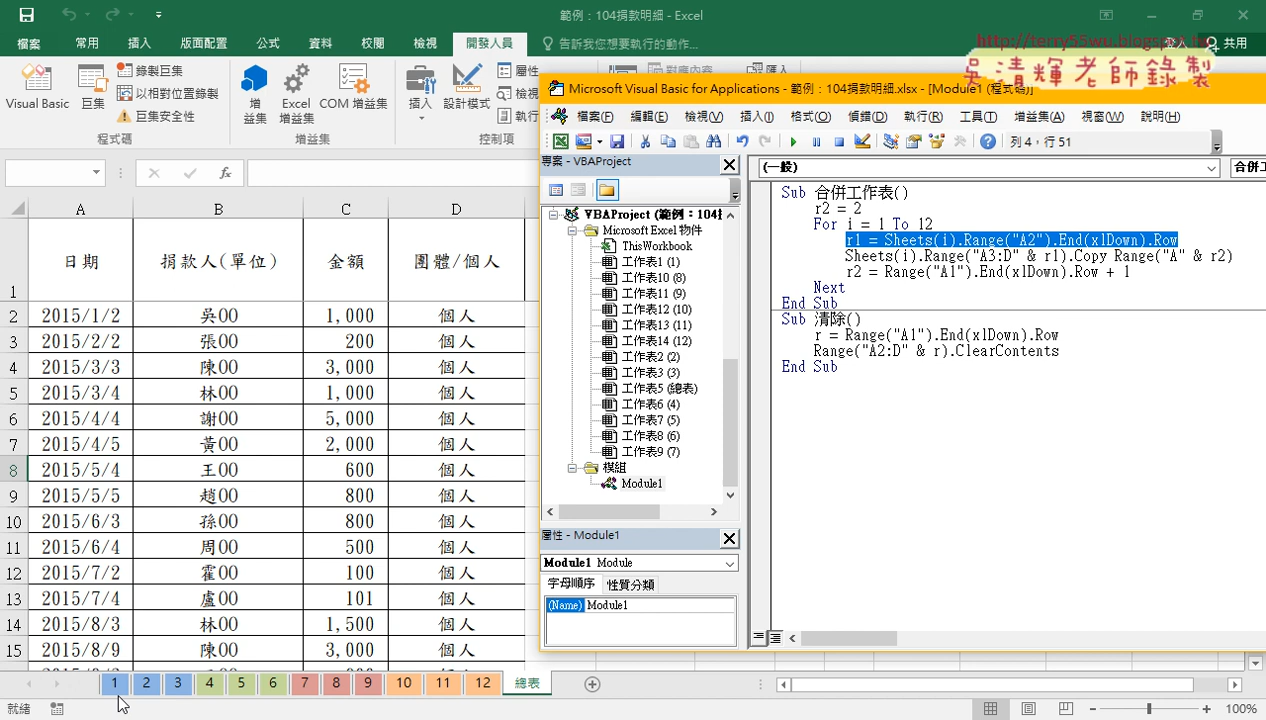 範例：104捐款明細 - Excel
http://terry55wu.blogspot.tw
吳清輝老師錄製
登入 共用
檔案 常用 插入 版面配置 公式 資料 校閱 檢視 開發人員 告訴我您想要執行的動作...
錄製巨集
以相對位置錄製
巨集安全性
Visual Basic 巨集
增益集
Excel 增益集
COM 增益集
插入 設計模式
屬性
檢視
執行
對應內容
匯入
程式碼 增益集 控制項
fx
A B C D
1 日期 捐款人(單位) 金額 團體/個人
2 2015/1/2 吳OO 1,000 個人
3 2015/2/2 張OO 200 個人
4 2015/3/3 陳OO 3,000 個人
5 2015/3/4 林OO 1,000 個人
6 2015/4/4 謝OO 5,000 個人
7 2015/4/5 黃OO 2,000 個人
8 2015/5/4 王OO 600 個人
9 2015/5/5 趙OO 800 個人
10 2015/6/3 孫OO 800 個人
11 2015/6/4 周OO 500 個人
12 2015/7/2 霍OO 100 個人
13 2015/7/4 盧OO 101 個人
14 2015/8/3 林OO 1,500 個人
15 2015/8/9 陳OO 3,000 個人
1 2 3 4 5 6 7 8 9 10 11 12 總表
就緒
100%
Microsoft Visual Basic for Applications - 範例：104捐款明細.xlsx - [Module1 (程式碼)]
檔案(F) 編輯(E) 檢視(V) 插入(I) 格式(O) 偵錯(D) 執行(R) 工具(T) 增益集(A) 視窗(W) 說明(H)
列 4，行 51
專案 - VBAProject
VBAProject (範例：104
Microsoft Excel 物件
ThisWorkbook
工作表1 (1)
工作表10 (8)
工作表11 (9)
工作表12 (10)
工作表13 (11)
工作表14 (12)
工作表2 (2)
工作表3 (3)
工作表5 (總表)
工作表6 (4)
工作表7 (5)
工作表8 (6)
工作表9 (7)
模組
Module1
屬性 - Module1
Module1 Module
字母順序 性質分類
(Name) Module1
(一般)
Sub 合併工作表()
r2 = 2
For i = 1 To 12
r1 = Sheets(i).Range("A2").End(xlDown).Row
Sheets(i).Range("A3:D" & r1).Copy Range("A" & r2)
r2 = Range("A1").End(xlDown).Row + 1
Next
End Sub
Sub 清除()
r = Range("A1").End(xlDown).Row
Range("A2:D" & r).ClearContents
End Sub